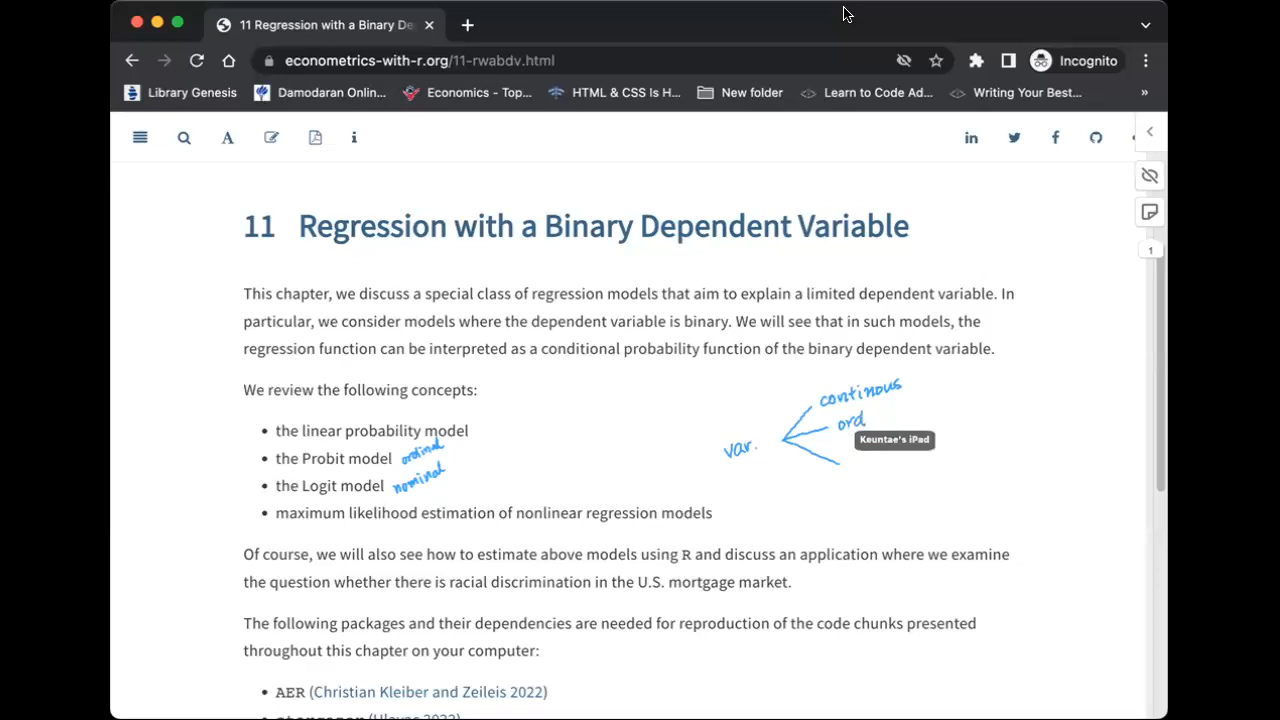 11 Regression with a Binary De
econometrics-with-r.org/11-rwabdv.html
Incognito
Library Genesis
Damodaran Onlin...
Economics - Top...
HTML & CSS Is H...
New folder
Learn to Code Ad...
Writing Your Best...
»
A
i
in
f
1
11 Regression with a Binary Dependent Variable
This chapter, we discuss a special class of regression models that aim to explain a limited dependent variable. In
particular, we consider models where the dependent variable is binary. We will see that in such models, the
regression function can be interpreted as a conditional probability function of the binary dependent variable.
We review the following concepts:
continous
ord
Keuntae's iPad
var.
• the linear probability model
• the Probit model ordinal
• the Logit model nominal
• maximum likelihood estimation of nonlinear regression models
Of course, we will also see how to estimate above models using R and discuss an application where we examine
the question whether there is racial discrimination in the U.S. mortgage market.
The following packages and their dependencies are needed for reproduction of the code chunks presented
throughout this chapter on your computer:
• AER (Christian Kleiber and Zeileis 2022)